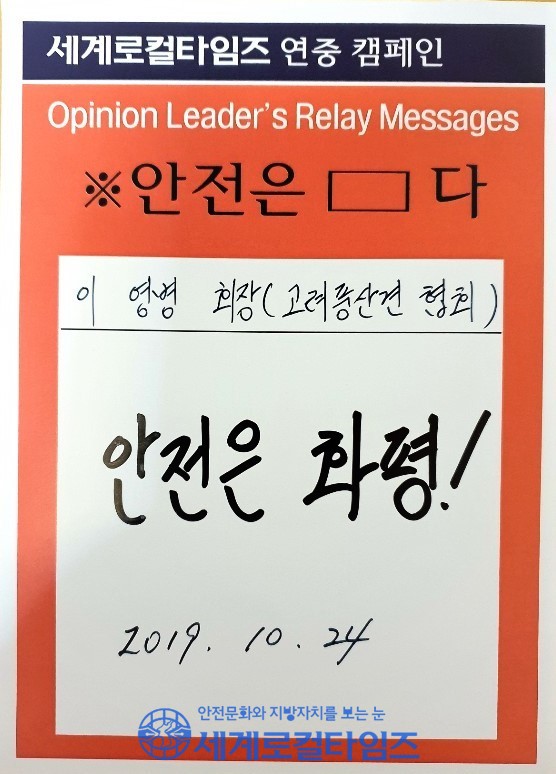 세계로컬타임즈 연중 캠페인
Opinion Leader's Relay Messages
※안전은 □ 다
이 영병 회장(고려풍산견 협회)
안전은 화평!
2019. 10. 24
안전문화와 지방자치를 보는 눈
세계로컬타임즈